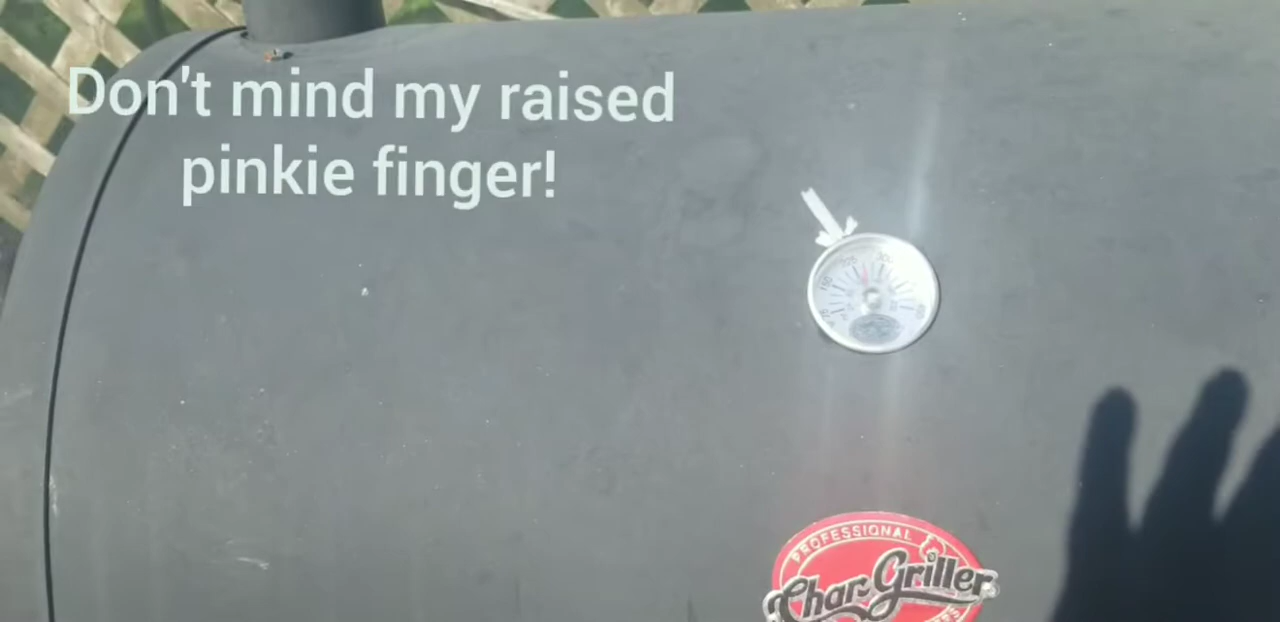 Don't mind my raised
pinkie finger!
PROFESSIONAL
Char-Griller